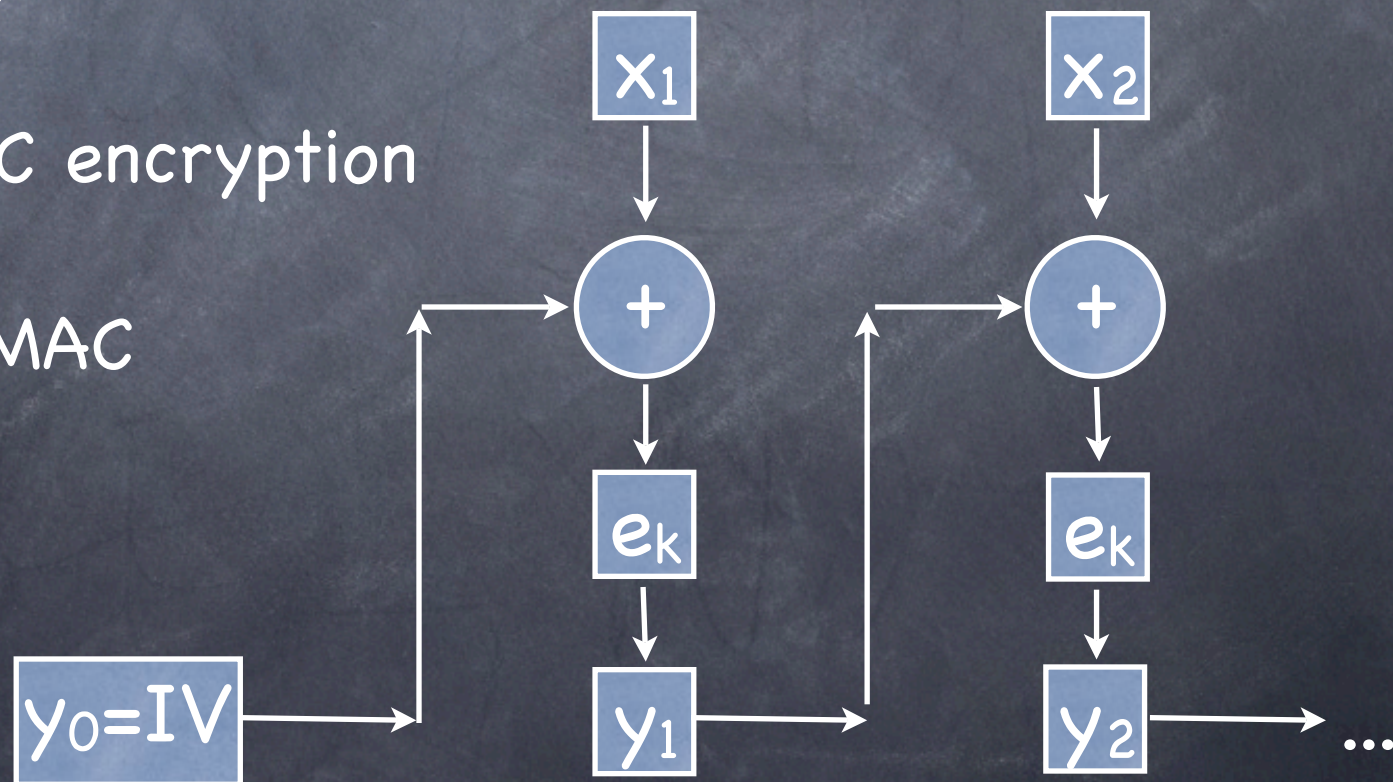 x1
x2
C encryption
+
+
MAC
ek
ek
y0=IV
y1
y2
...